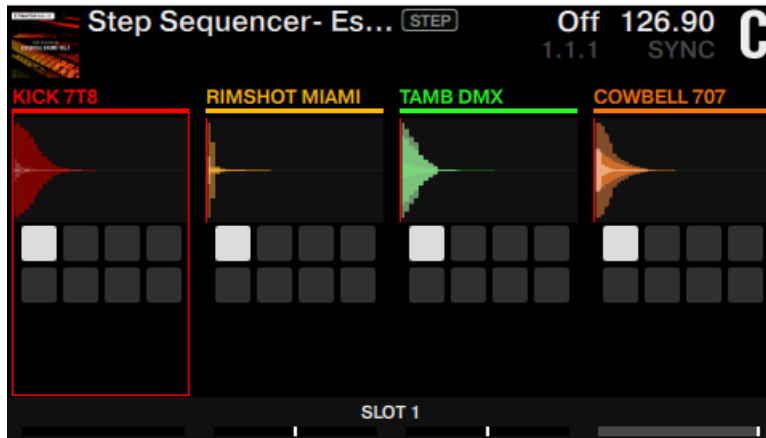 Step Sequencer- Es... STEP Off 126.90 C
1.1.1 SYNC
KICK 7T8 RIMSHOT MIAMI TAMB DMX COWBELL 707
SLOT 1